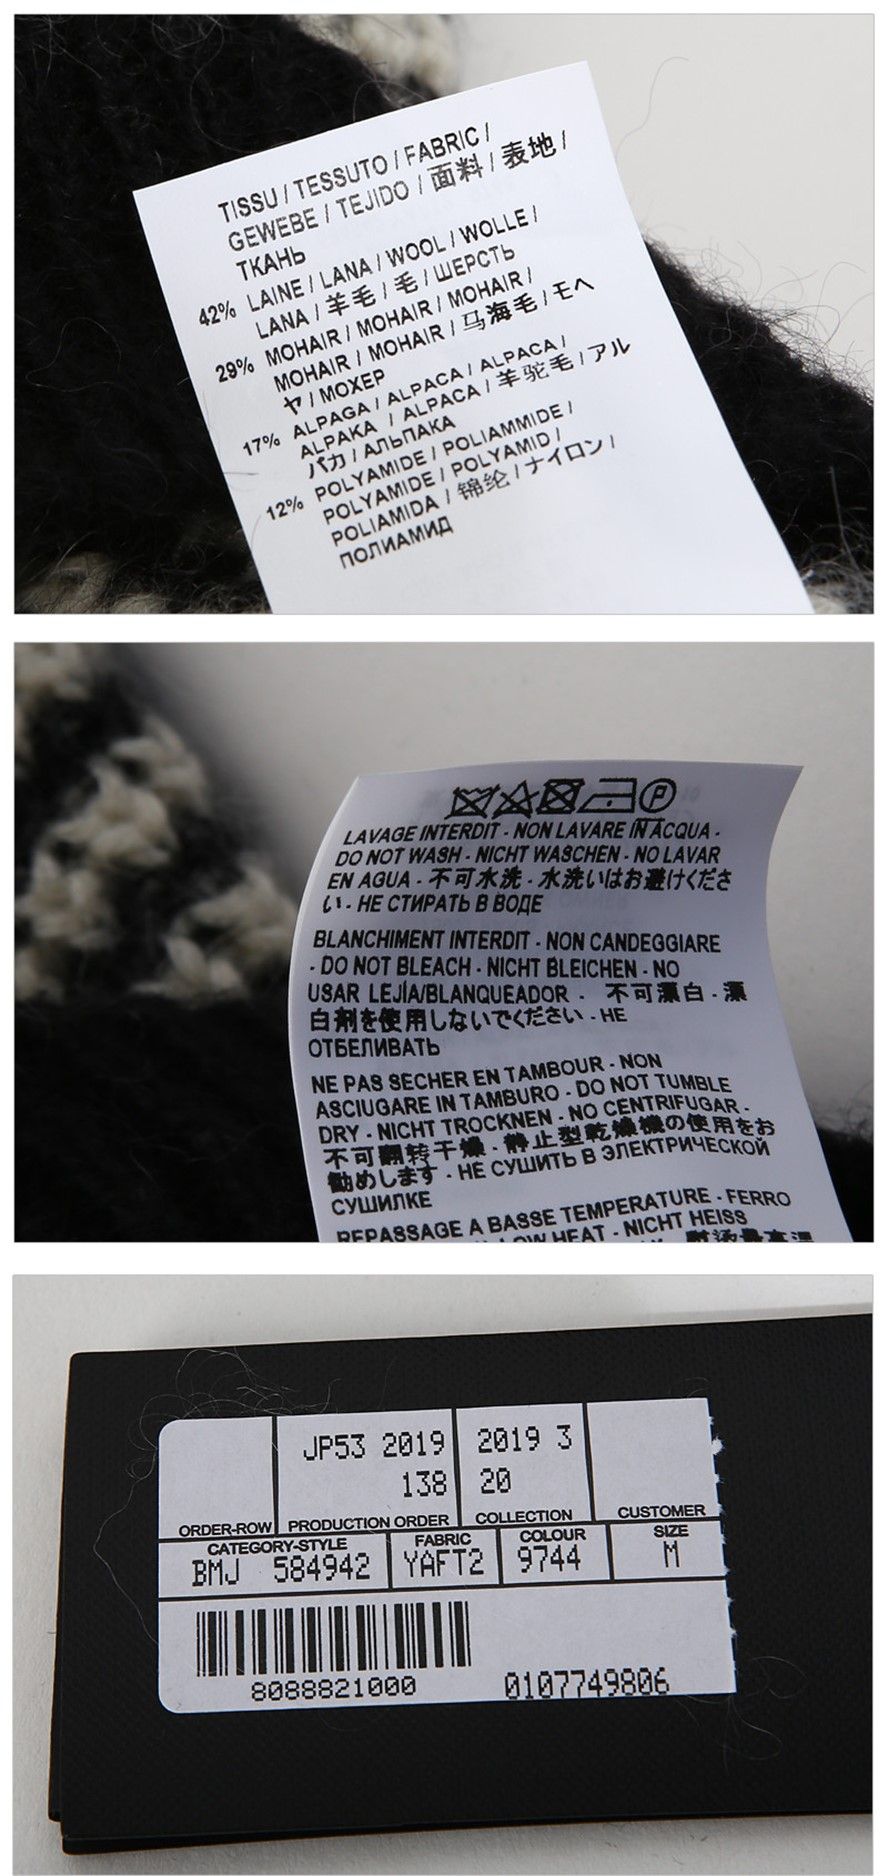 TISSU / TESSUTO / FABRIC /
GEWEBE / TEJIDO / 面料 / 表地 /
ТКАНЬ
42% LAINE / LANA / WOOL / WOLLE /
LANA / 羊毛 / 毛 / ШЕРСТЬ
29% MOHAIR / MOHAIR / MOHAIR /
MOHAIR / MOHAIR / 马海毛 / モヘ
ヤ / МОХЕР
17% ALPAGA / ALPACA / ALPACA /
ALPAKA / ALPACA / 羊驼毛 / アル
パカ / АЛЬПАКА
12% POLYAMIDE / POLIAMMIDE /
POLYAMIDE / POLYAMID /
POLIAMIDA / 锦纶 / ナイロン /
ПОЛИАМИД
P
LAVAGE INTERDIT - NON LAVARE IN ACQUA -
DO NOT WASH - NICHT WASCHEN - NO LAVAR
EN AGUA - 不可水洗 - 水洗いはお避けくださ
い - НЕ СТИРАТЬ В ВОДЕ
BLANCHIMENT INTERDIT - NON CANDEGGIARE
- DO NOT BLEACH - NICHT BLEICHEN - NO
USAR LEJÍA/BLANQUEADOR - 不可漂白 - 漂
白剤を使用しないでください - НЕ
ОТБЕЛИВАТЬ
NE PAS SECHER EN TAMBOUR - NON
ASCIUGARE IN TAMBURO - DO NOT TUMBLE
DRY - NICHT TROCKNEN - NO CENTRIFUGAR -
不可翻转干燥 - 静止型乾燥機の使用をお
勧めします - НЕ СУШИТЬ В ЭЛЕКТРИЧЕСКОЙ
СУШИЛКЕ
REPASSAGE A BASSE TEMPERATURE - FERRO
LOW HEAT - NICHT HEISS
JP53 2019 2019 3
138 20
ORDER-ROW PRODUCTION ORDER COLLECTION CUSTOMER
CATEGORY-STYLE FABRIC COLOUR SIZE
BMJ 584942 YAFT2 9744 M
8088821000 0107749806